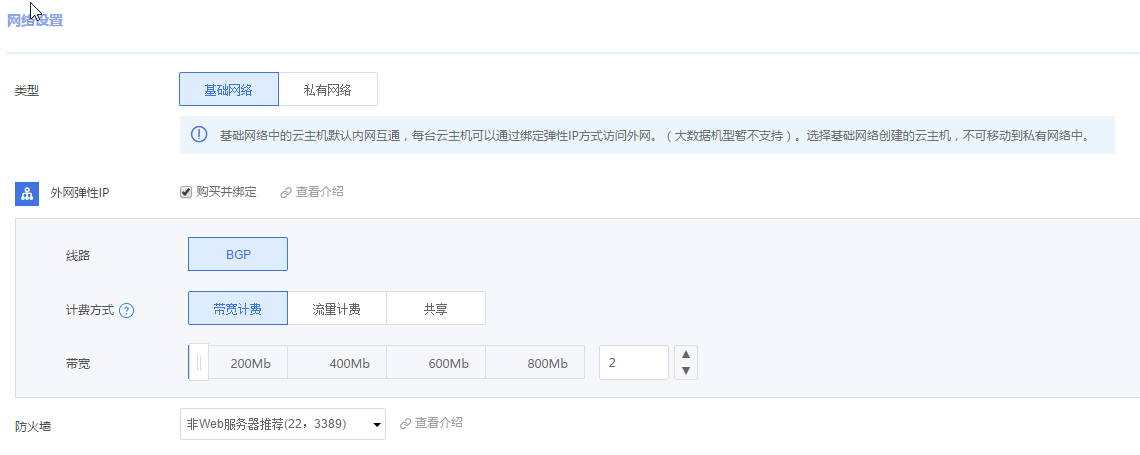 网络设置
类型 基础网络 私有网络
基础网络中的云主机默认内网互通，每台云主机可以通过绑定弹性IP方式访问外网。（大数据机型暂不支持）。选择基础网络创建的云主机，不可移动到私有网络中。
外网弹性IP 购买并绑定 查看介绍
线路 BGP
计费方式 ? 带宽计费 流量计费 共享
带宽 200Mb 400Mb 600Mb 800Mb 2
防火墙 非Web服务器推荐(22，3389) 查看介绍